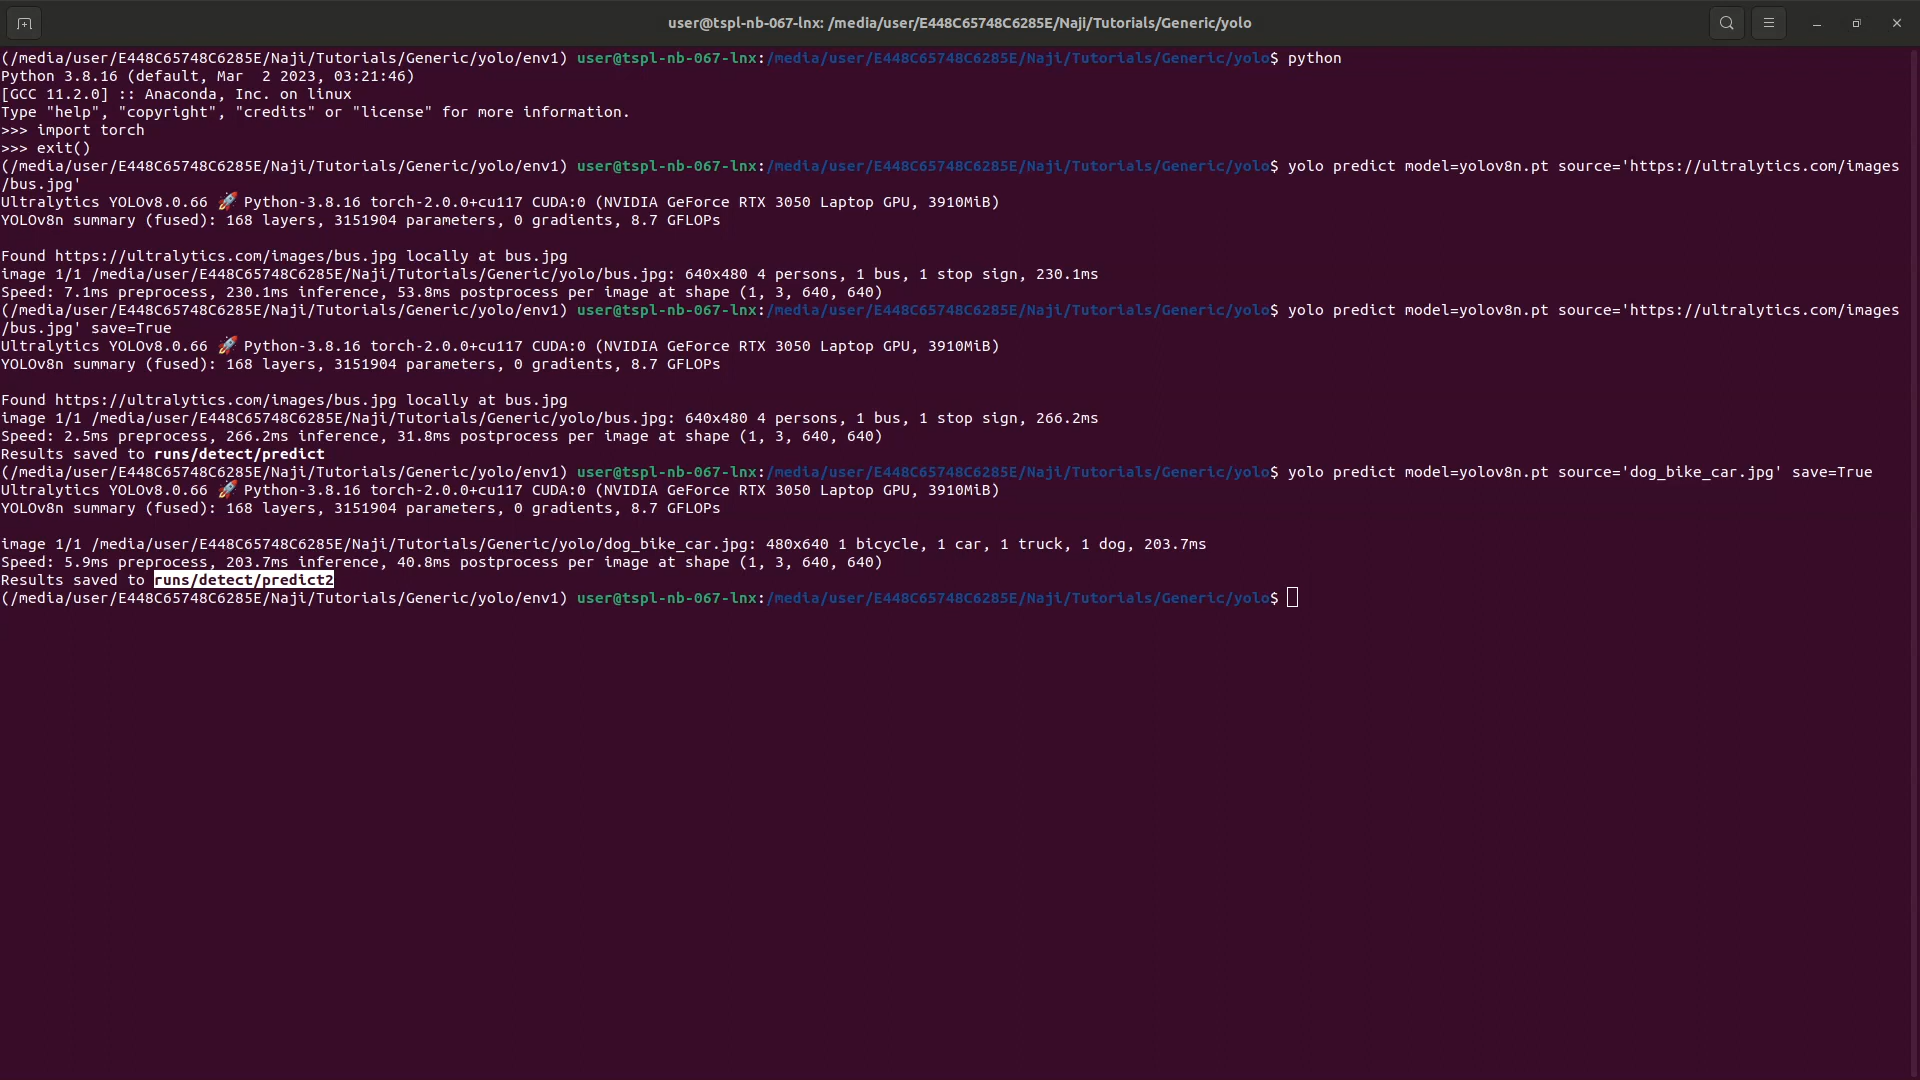 user@tspl-nb-067-lnx: /media/user/E448C65748C6285E/Naji/Tutorials/Generic/yolo
(/media/user/E448C65748C6285E/Naji/Tutorials/Generic/yolo/env1) user@tspl-nb-067-lnx:/media/user/E448C65748C6285E/Naji/Tutorials/Generic/yolo$ python
Python 3.8.16 (default, Mar  2 2023, 03:21:46)
[GCC 11.2.0] :: Anaconda, Inc. on linux
Type "help", "copyright", "credits" or "license" for more information.
>>> import torch
>>> exit()
(/media/user/E448C65748C6285E/Naji/Tutorials/Generic/yolo/env1) user@tspl-nb-067-lnx:/media/user/E448C65748C6285E/Naji/Tutorials/Generic/yolo$ yolo predict model=yolov8n.pt source='https://ultralytics.com/images
/bus.jpg'
Ultralytics YOLOv8.0.66 🚀 Python-3.8.16 torch-2.0.0+cu117 CUDA:0 (NVIDIA GeForce RTX 3050 Laptop GPU, 3910MiB)
YOLOv8n summary (fused): 168 layers, 3151904 parameters, 0 gradients, 8.7 GFLOPs
Found https://ultralytics.com/images/bus.jpg locally at bus.jpg
image 1/1 /media/user/E448C65748C6285E/Naji/Tutorials/Generic/yolo/bus.jpg: 640x480 4 persons, 1 bus, 1 stop sign, 230.1ms
Speed: 7.1ms preprocess, 230.1ms inference, 53.8ms postprocess per image at shape (1, 3, 640, 640)
(/media/user/E448C65748C6285E/Naji/Tutorials/Generic/yolo/env1) user@tspl-nb-067-lnx:/media/user/E448C65748C6285E/Naji/Tutorials/Generic/yolo$ yolo predict model=yolov8n.pt source='https://ultralytics.com/images
/bus.jpg' save=True
Ultralytics YOLOv8.0.66 🚀 Python-3.8.16 torch-2.0.0+cu117 CUDA:0 (NVIDIA GeForce RTX 3050 Laptop GPU, 3910MiB)
YOLOv8n summary (fused): 168 layers, 3151904 parameters, 0 gradients, 8.7 GFLOPs
Found https://ultralytics.com/images/bus.jpg locally at bus.jpg
image 1/1 /media/user/E448C65748C6285E/Naji/Tutorials/Generic/yolo/bus.jpg: 640x480 4 persons, 1 bus, 1 stop sign, 266.2ms
Speed: 2.5ms preprocess, 266.2ms inference, 31.8ms postprocess per image at shape (1, 3, 640, 640)
Results saved to runs/detect/predict
(/media/user/E448C65748C6285E/Naji/Tutorials/Generic/yolo/env1) user@tspl-nb-067-lnx:/media/user/E448C65748C6285E/Naji/Tutorials/Generic/yolo$ yolo predict model=yolov8n.pt source='dog_bike_car.jpg' save=True
Ultralytics YOLOv8.0.66 🚀 Python-3.8.16 torch-2.0.0+cu117 CUDA:0 (NVIDIA GeForce RTX 3050 Laptop GPU, 3910MiB)
YOLOv8n summary (fused): 168 layers, 3151904 parameters, 0 gradients, 8.7 GFLOPs
image 1/1 /media/user/E448C65748C6285E/Naji/Tutorials/Generic/yolo/dog_bike_car.jpg: 480x640 1 bicycle, 1 car, 1 truck, 1 dog, 203.7ms
Speed: 5.9ms preprocess, 203.7ms inference, 40.8ms postprocess per image at shape (1, 3, 640, 640)
Results saved to runs/detect/predict2
(/media/user/E448C65748C6285E/Naji/Tutorials/Generic/yolo/env1) user@tspl-nb-067-lnx:/media/user/E448C65748C6285E/Naji/Tutorials/Generic/yolo$